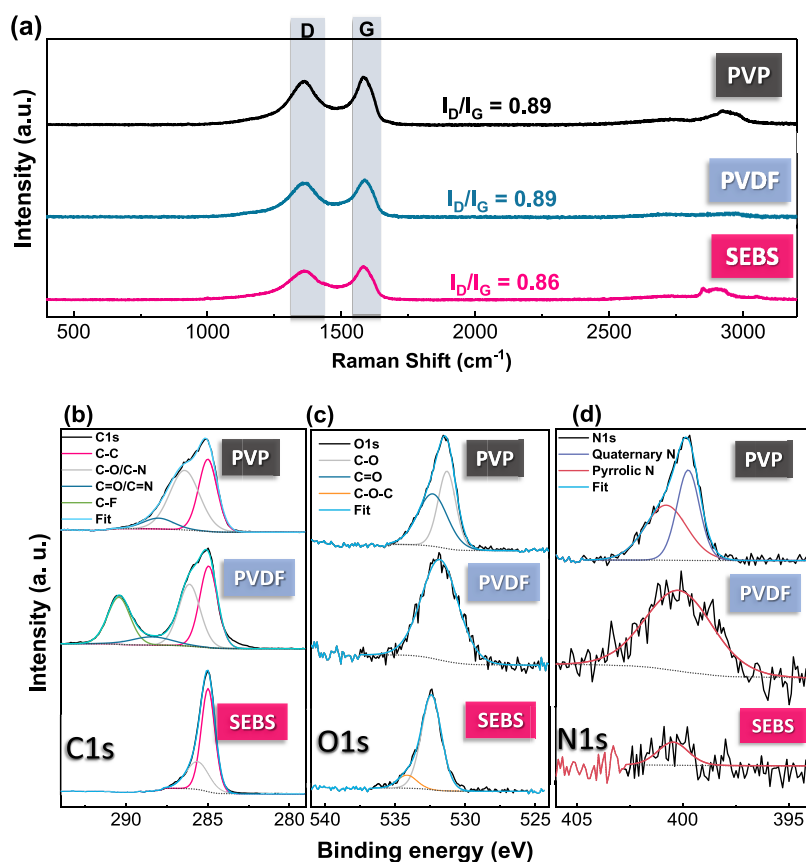 (a)
D
G
PVP
I_D/I_G = 0.89
PVDF
I_D/I_G = 0.89
SEBS
I_D/I_G = 0.86
Intensity (a.u.)
500 1000 1500 2000 2500 3000
Raman Shift (cm⁻¹)
(b)
C1s
C-C
C-O/C-N
C=O/C=N
C-F
Fit
PVP
PVDF
SEBS
C1s
290 285 280
(c)
O1s
C-O
C=O
C-O-C
Fit
PVP
PVDF
SEBS
O1s
540 535 530 525
(d)
N1s
Quaternary N
Pyrrolic N
Fit
PVP
PVDF
SEBS
N1s
405 400 395
Intensity (a. u.)
Binding energy (eV)